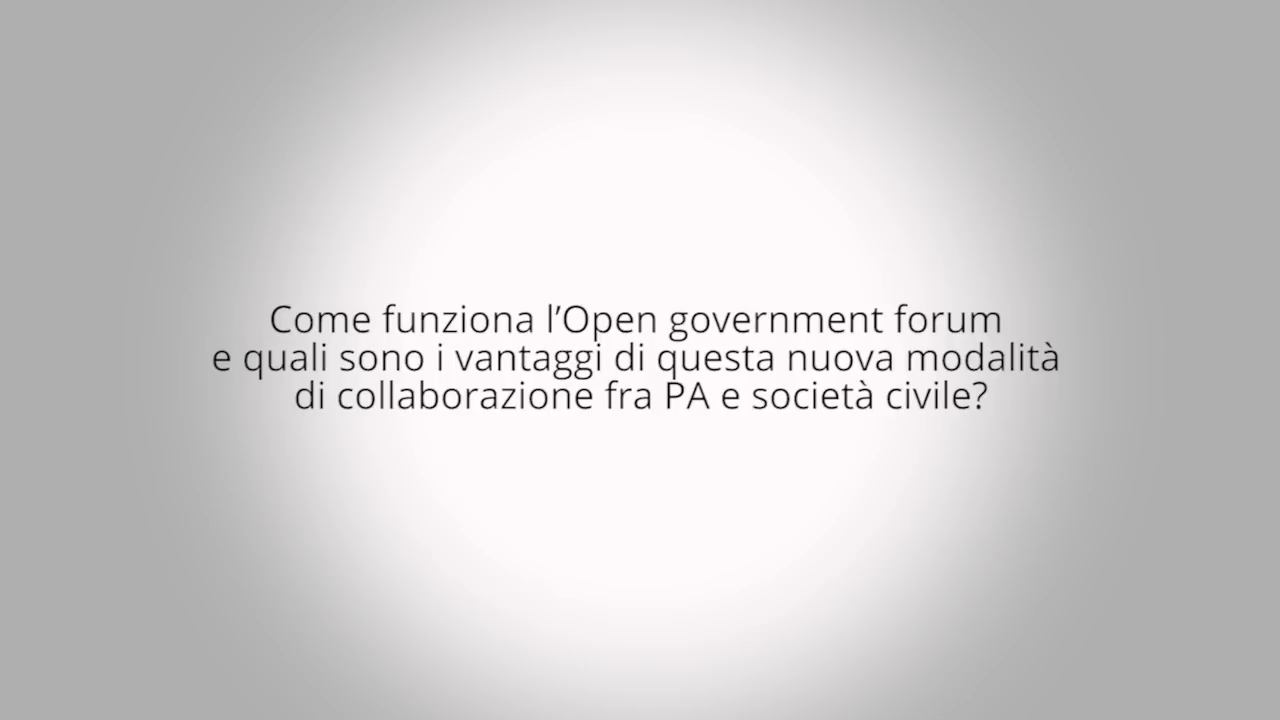 Come funziona l’Open government forum
e quali sono i vantaggi di questa nuova modalità
di collaborazione fra PA e società civile?